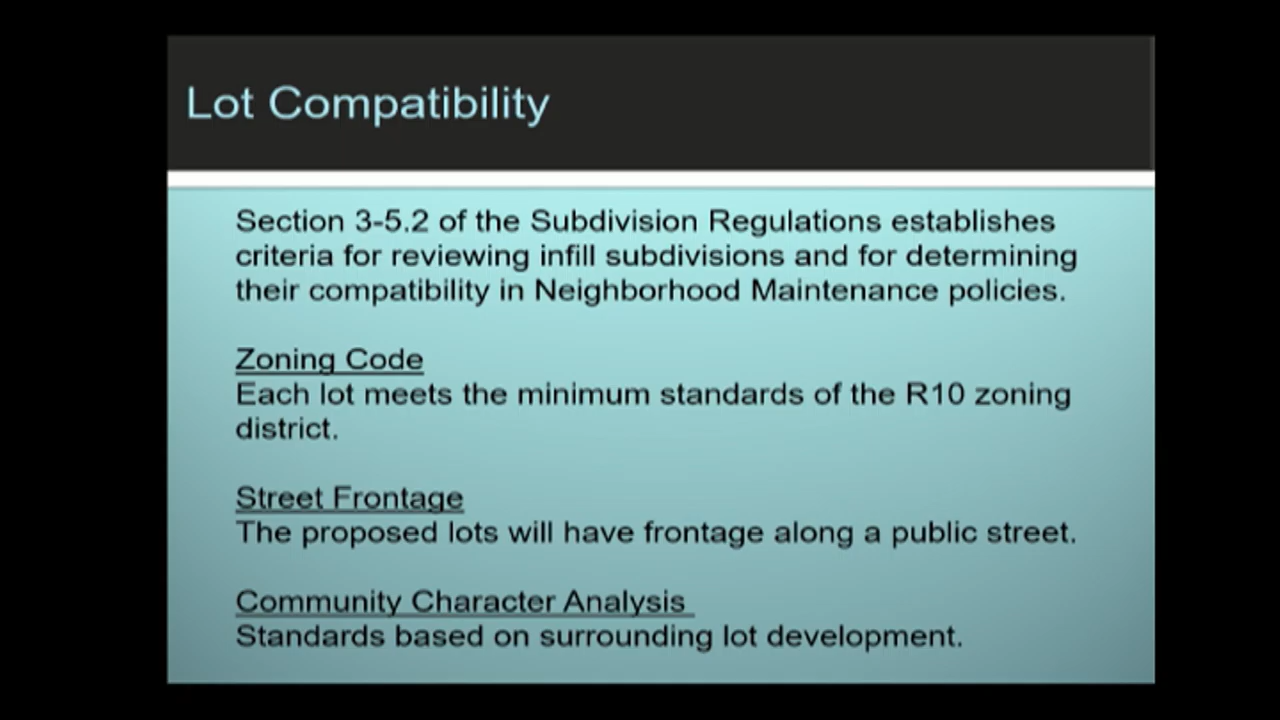 Lot Compatibility
Section 3-5.2 of the Subdivision Regulations establishes
criteria for reviewing infill subdivisions and for determining
their compatibility in Neighborhood Maintenance policies.
Zoning Code
Each lot meets the minimum standards of the R10 zoning
district.
Street Frontage
The proposed lots will have frontage along a public street.
Community Character Analysis
Standards based on surrounding lot development.